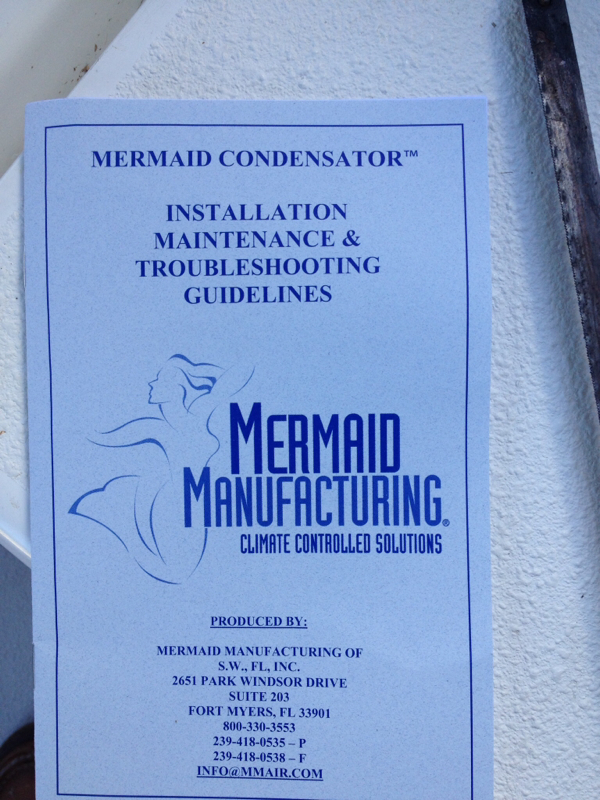 MERMAID CONDENSATOR™
INSTALLATION
MAINTENANCE &
TROUBLESHOOTING
GUIDELINES
MERMAID
MANUFACTURING®
CLIMATE CONTROLLED SOLUTIONS
PRODUCED BY:
MERMAID MANUFACTURING OF
S.W., FL, INC.
2651 PARK WINDSOR DRIVE
SUITE 203
FORT MYERS, FL 33901
800-330-3553
239-418-0535 – P
239-418-0538 – F
INFO@MMAIR.COM